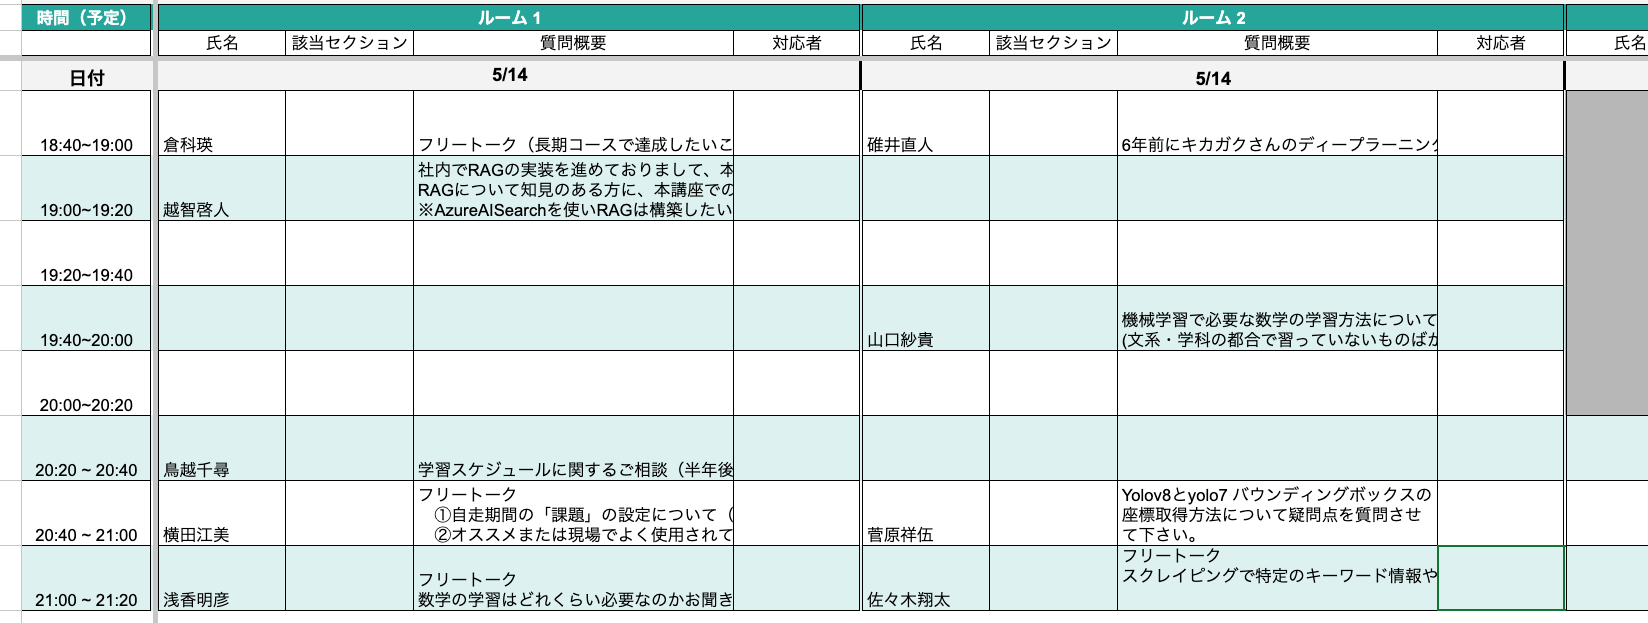 時間（予定） ルーム 1 ルーム 2
氏名 該当セクション 質問概要 対応者 氏名 該当セクション 質問概要 対応者 氏名
日付 5/14 5/14
18:40~19:00 倉科瑛 フリートーク（長期コースで達成したいこ 碓井直人 6年前にキカガクさんのディープラーニング
社内でRAGの実装を進めておりまして、本
RAGについて知見のある方に、本講座での
19:00~19:20 越智啓人 ※AzureAISearchを使いRAGは構築したい
19:20~19:40
機械学習で必要な数学の学習方法について
19:40~20:00 山口紗貴 (文系・学科の都合で習っていないものばか
20:00~20:20
20:20 ~ 20:40 鳥越千尋 学習スケジュールに関するご相談（半年後
フリートーク Yolov8とyolo7 バウンディングボックスの
①自走期間の「課題」の設定について（ 座標取得方法について疑問点を質問させ
20:40 ~ 21:00 横田江美 ②オススメまたは現場でよく使用されて 菅原祥伍 て下さい。
フリートーク
フリートーク スクレイピングで特定のキーワード情報や
21:00 ~ 21:20 浅香明彦 数学の学習はどれくらい必要なのかお聞き 佐々木翔太